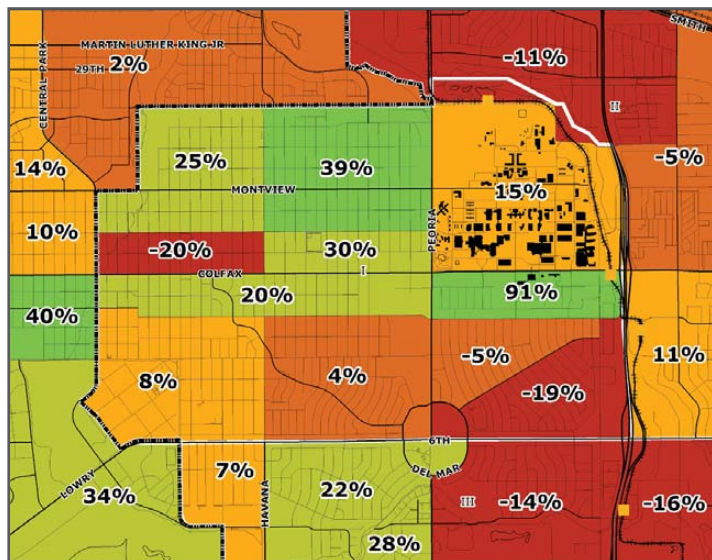 SMITH
MARTIN LUTHER KING JR
29TH
2%
-11%
CENTRAL PARK
II
14%
25%
39%
-5%
MONTVIEW
15%
10%
PEORIA
-20%
30%
I
COLFAX
20%
91%
40%
8%
4%
-5%
11%
-19%
6TH
DEL MAR
LOWRY
34%
7%
HAVANA
22%
III
-14%
-16%
28%